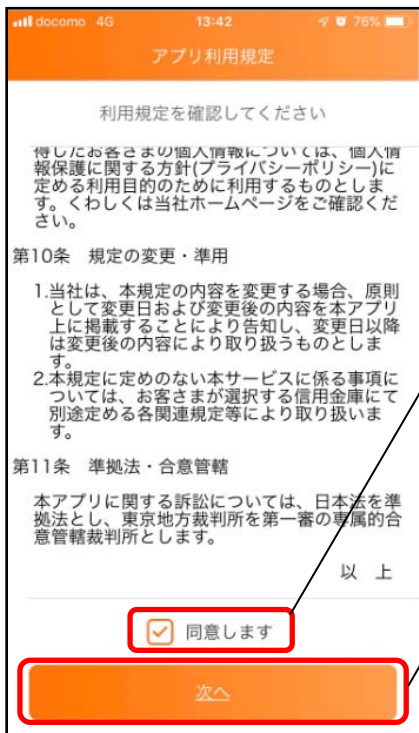 docomo 4G 13:42 76%
アプリ利用規定
利用規定を確認してください
得したお客さまの個人情報については、個人情
報保護に関する方針(プライバシーポリシー)に
定める利用目的のために利用するものとしま
す。くわしくは当社ホームページをご確認くだ
さい。
第10条 規定の変更・準用
1.当社は、本規定の内容を変更する場合、原則
として変更日および変更後の内容を本アプリ
上に掲載することにより告知し、変更日以降
は変更後の内容により取り扱うものとしま
す。
2.本規定に定めのない本サービスに係る事項に
ついては、お客さまが選択する信用金庫にて
別途定める各関連規定等により取り扱いま
す。
第11条 準拠法・合意管轄
本アプリに関する訴訟については、日本法を準
拠法とし、東京地方裁判所を第一審の専属的合
意管轄裁判所とします。
以 上
同意します
次へ